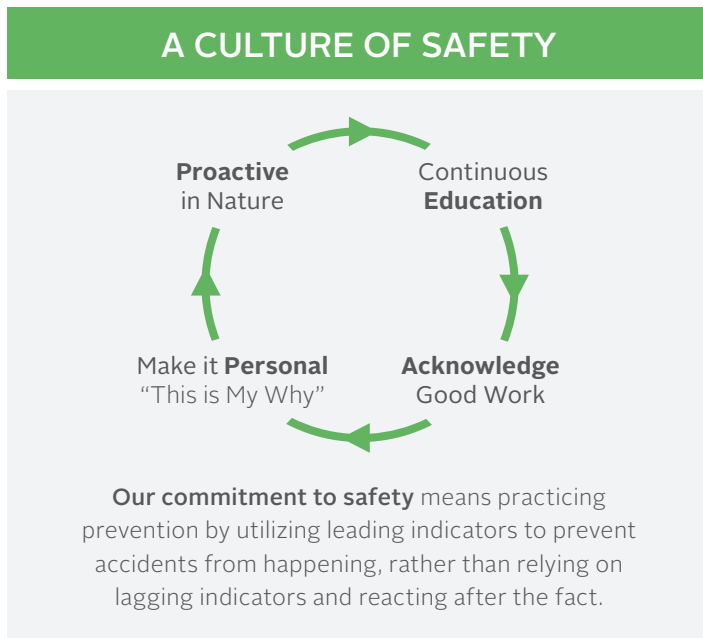 A CULTURE OF SAFETY
Proactive
in Nature
Continuous
Education
Acknowledge
Good Work
Make it Personal
“This is My Why”
Our commitment to safety means practicing
prevention by utilizing leading indicators to prevent
accidents from happening, rather than relying on
lagging indicators and reacting after the fact.